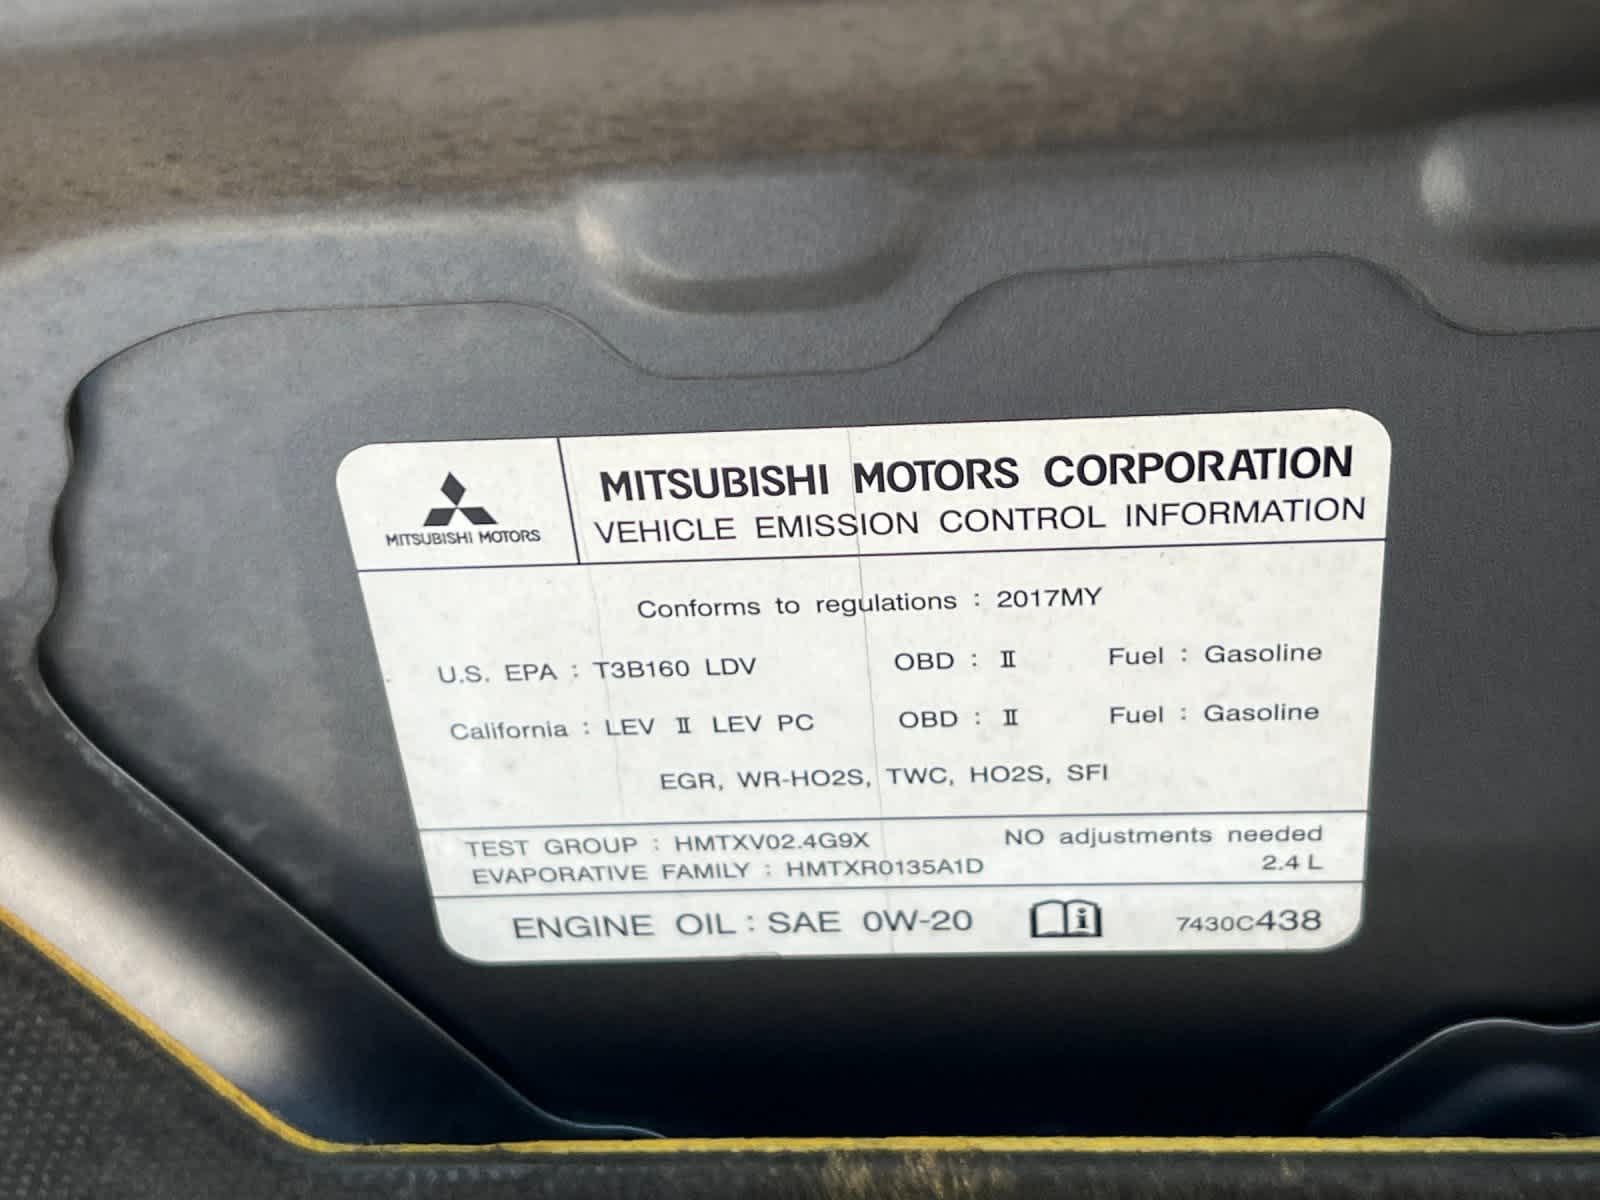 MITSUBISHI MOTORS CORPORATION
VEHICLE EMISSION CONTROL INFORMATION
MITSUBISHI MOTORS
Conforms to regulations : 2017MY
U.S. EPA : T3B160 LDV OBD : Ⅱ Fuel : Gasoline
California : LEV Ⅱ LEV PC OBD : Ⅱ Fuel : Gasoline
EGR, WR-HO2S, TWC, HO2S, SFI
TEST GROUP : HMTXV02.4G9X NO adjustments needed
EVAPORATIVE FAMILY : HMTXR0135A1D 2.4 L
ENGINE OIL : SAE 0W-20 i 7430C438